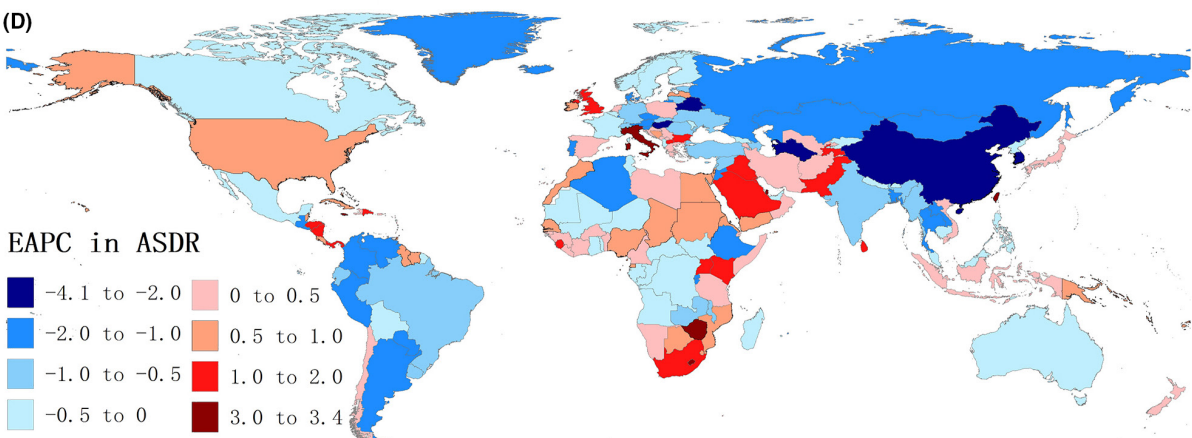 (D)
EAPC in ASDR
-4.1 to -2.0
-2.0 to -1.0
-1.0 to -0.5
-0.5 to 0
0 to 0.5
0.5 to 1.0
1.0 to 2.0
3.0 to 3.4